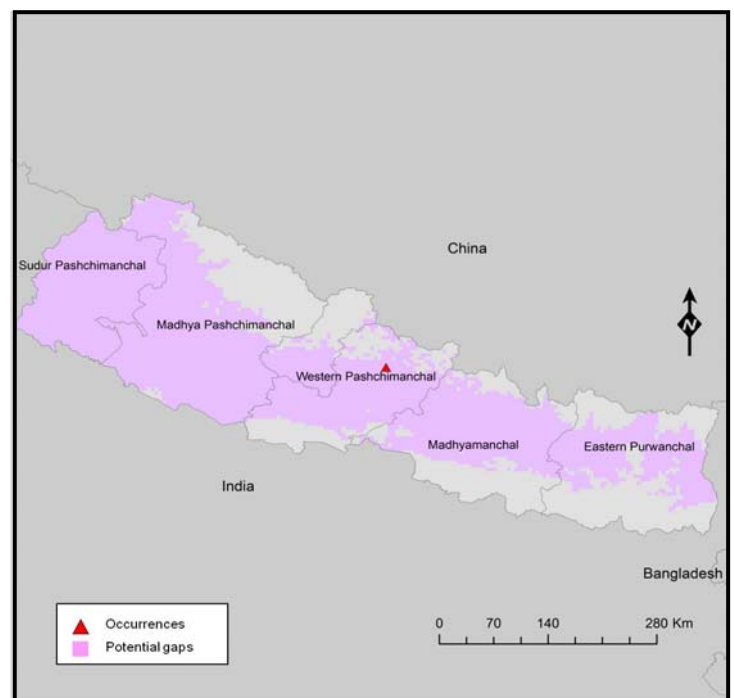 China
Sudur Pashchimanchal
Madhya Pashchimanchal
N
Western Pashchimanchal
Madhyamanchal
Eastern Purwanchal
India
Bangladesh
Occurrences
Potential gaps
0 70 140 280 Km